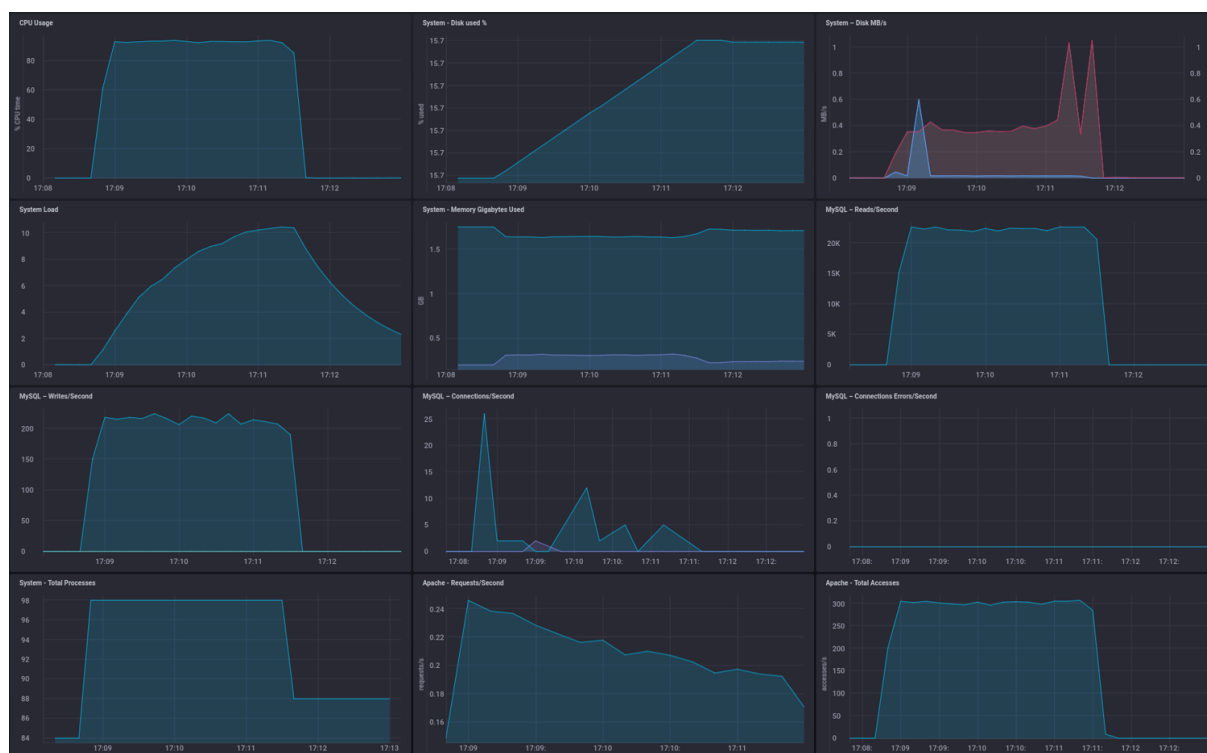 CPU Usage
% CPU time
80
60
40
20
0
17:08 17:09 17:10 17:11 17:12
System - Disk used %
% used
15.7
15.7
15.7
15.7
15.7
15.7
15.7
17:08 17:09 17:10 17:11 17:12
System – Disk MB/s
MB/s
1 1
0.8 0.8
0.6 0.6
0.4 0.4
0.2 0.2
0 0
17:09 17:10 17:11 17:12
System Load
10
8
6
4
2
0
17:08 17:09 17:10 17:11 17:12
System - Memory Gigabytes Used
GB
1.5
1
0.5
17:08 17:09 17:10 17:11 17:12
MySQL – Reads/Second
20K
15K
10K
5K
0
17:09 17:10 17:11 17:12
MySQL – Writes/Second
200
150
100
50
0
17:09 17:10 17:11 17:12
MySQL – Connections/Second
25
20
15
10
5
0
17:08: 17:09 17:09: 17:10 17:10: 17:11 17:11: 17:12 17:12:
MySQL – Connections Errors/Second
1
0.8
0.6
0.4
0.2
0
17:08: 17:09 17:09: 17:10 17:10: 17:11 17:11: 17:12 17:12:
System - Total Processes
98
96
94
92
90
88
86
84
17:09 17:10 17:11 17:12 17:13
Apache - Requests/Second
requests/s
0.24
0.22
0.2
0.18
0.16
17:09 17:09: 17:10 17:10: 17:11
Apache - Total Accesses
accesses/s
300
250
200
150
100
50
0
17:08: 17:09 17:09: 17:10 17:10: 17:11 17:11: 17:12 17:12: